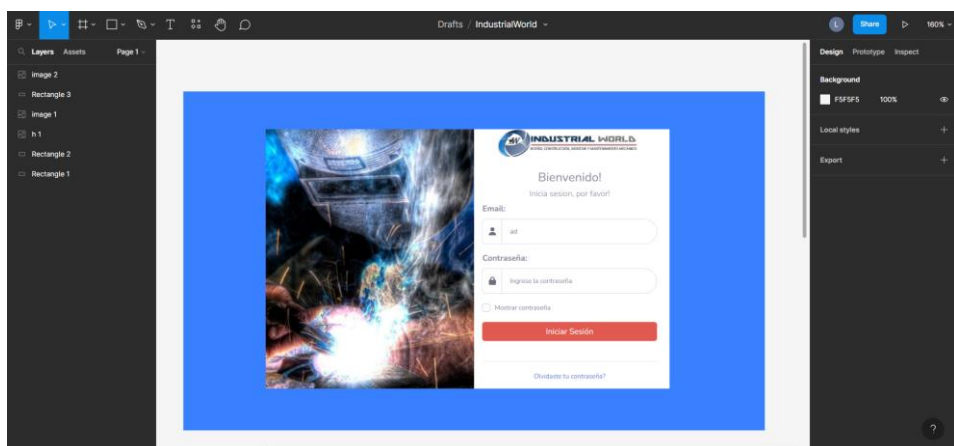 Drafts / IndustrialWorld
L
Share
160%
Layers Assets Page 1
Design Prototype Inspect
image 2
Rectangle 3
image 1
h 1
Rectangle 2
Rectangle 1
Background
F5F5F5 100%
Local styles
Export
INDUSTRIAL WORLD
Bienvenido!
Inicia sesion, por favor!
Email:
ad
Contraseña:
Ingrese la contraseña
Mostrar contraseña
Iniciar Sesión
Olvidaste tu contraseña?
?